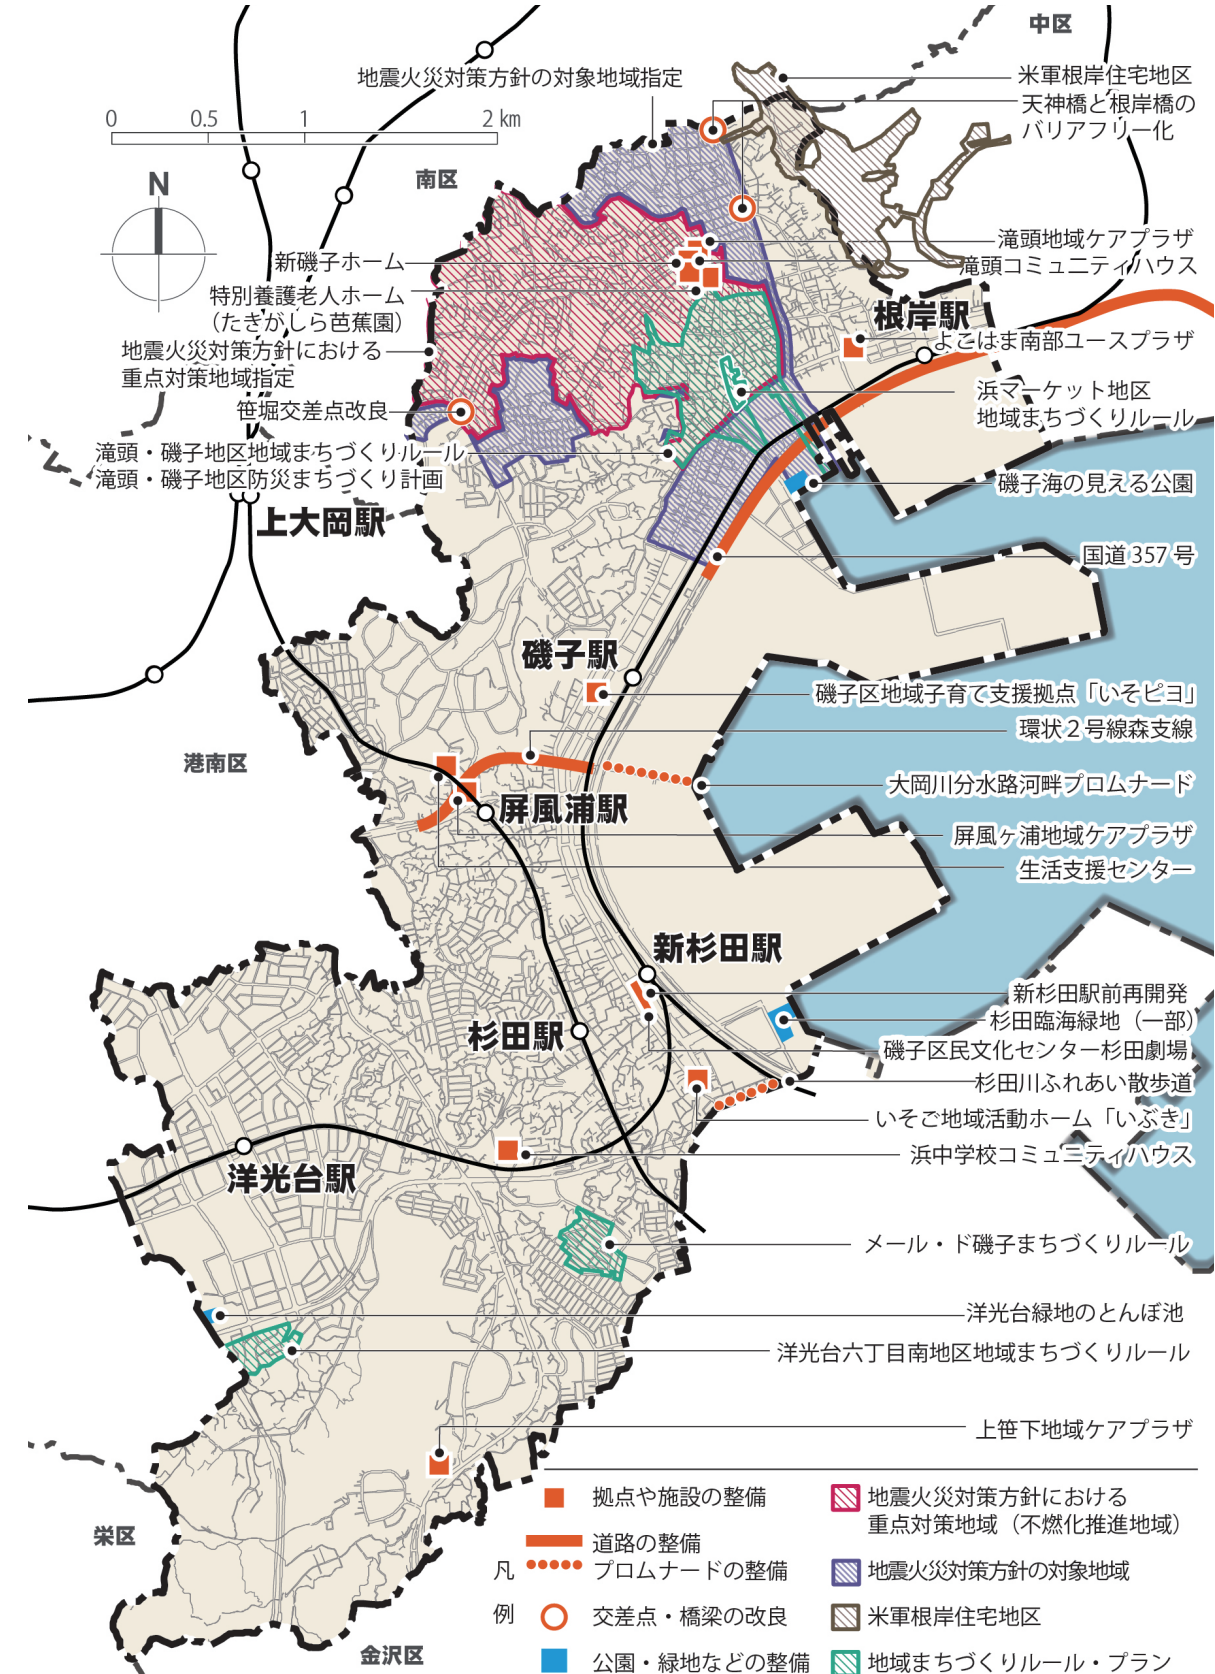 中区
地震火災対策方針の対象地域指定
米軍根岸住宅地区
天神橋と根岸橋の
バリアフリー化
0 0.5 1 2 km
南区
N
滝頭地域ケアプラザ
新磯子ホーム
滝頭コミュニティハウス
特別養護老人ホーム
(たきがしら芭蕉園)
根岸駅
よこはま南部ユースプラザ
地震火災対策方針における
重点対策地域指定
浜マーケット地区
地域まちづくりルール
笹堀交差点改良
滝頭・磯子地区地域まちづくりルール
滝頭・磯子地区防災まちづくり計画
磯子海の見える公園
上大岡駅
国道 357 号
磯子駅
磯子区地域子育て支援拠点「いそピヨ」
環状２号線森支線
港南区
大岡川分水路河畔プロムナード
屏風浦駅
屏風ヶ浦地域ケアプラザ
生活支援センター
新杉田駅
新杉田駅前再開発
杉田臨海緑地（一部）
杉田駅
磯子区民文化センター杉田劇場
杉田川ふれあい散歩道
いそご地域活動ホーム「いぶき」
浜中学校コミュニティハウス
洋光台駅
メール・ド磯子まちづくりルール
洋光台緑地のとんぼ池
洋光台六丁目南地区地域まちづくりルール
上笹下地域ケアプラザ
栄区
金沢区
凡例
拠点や施設の整備
道路の整備
プロムナードの整備
交差点・橋梁の改良
公園・緑地などの整備
地震火災対策方針における
重点対策地域（不燃化推進地域）
地震火災対策方針の対象地域
米軍根岸住宅地区
地域まちづくりルール・プラン